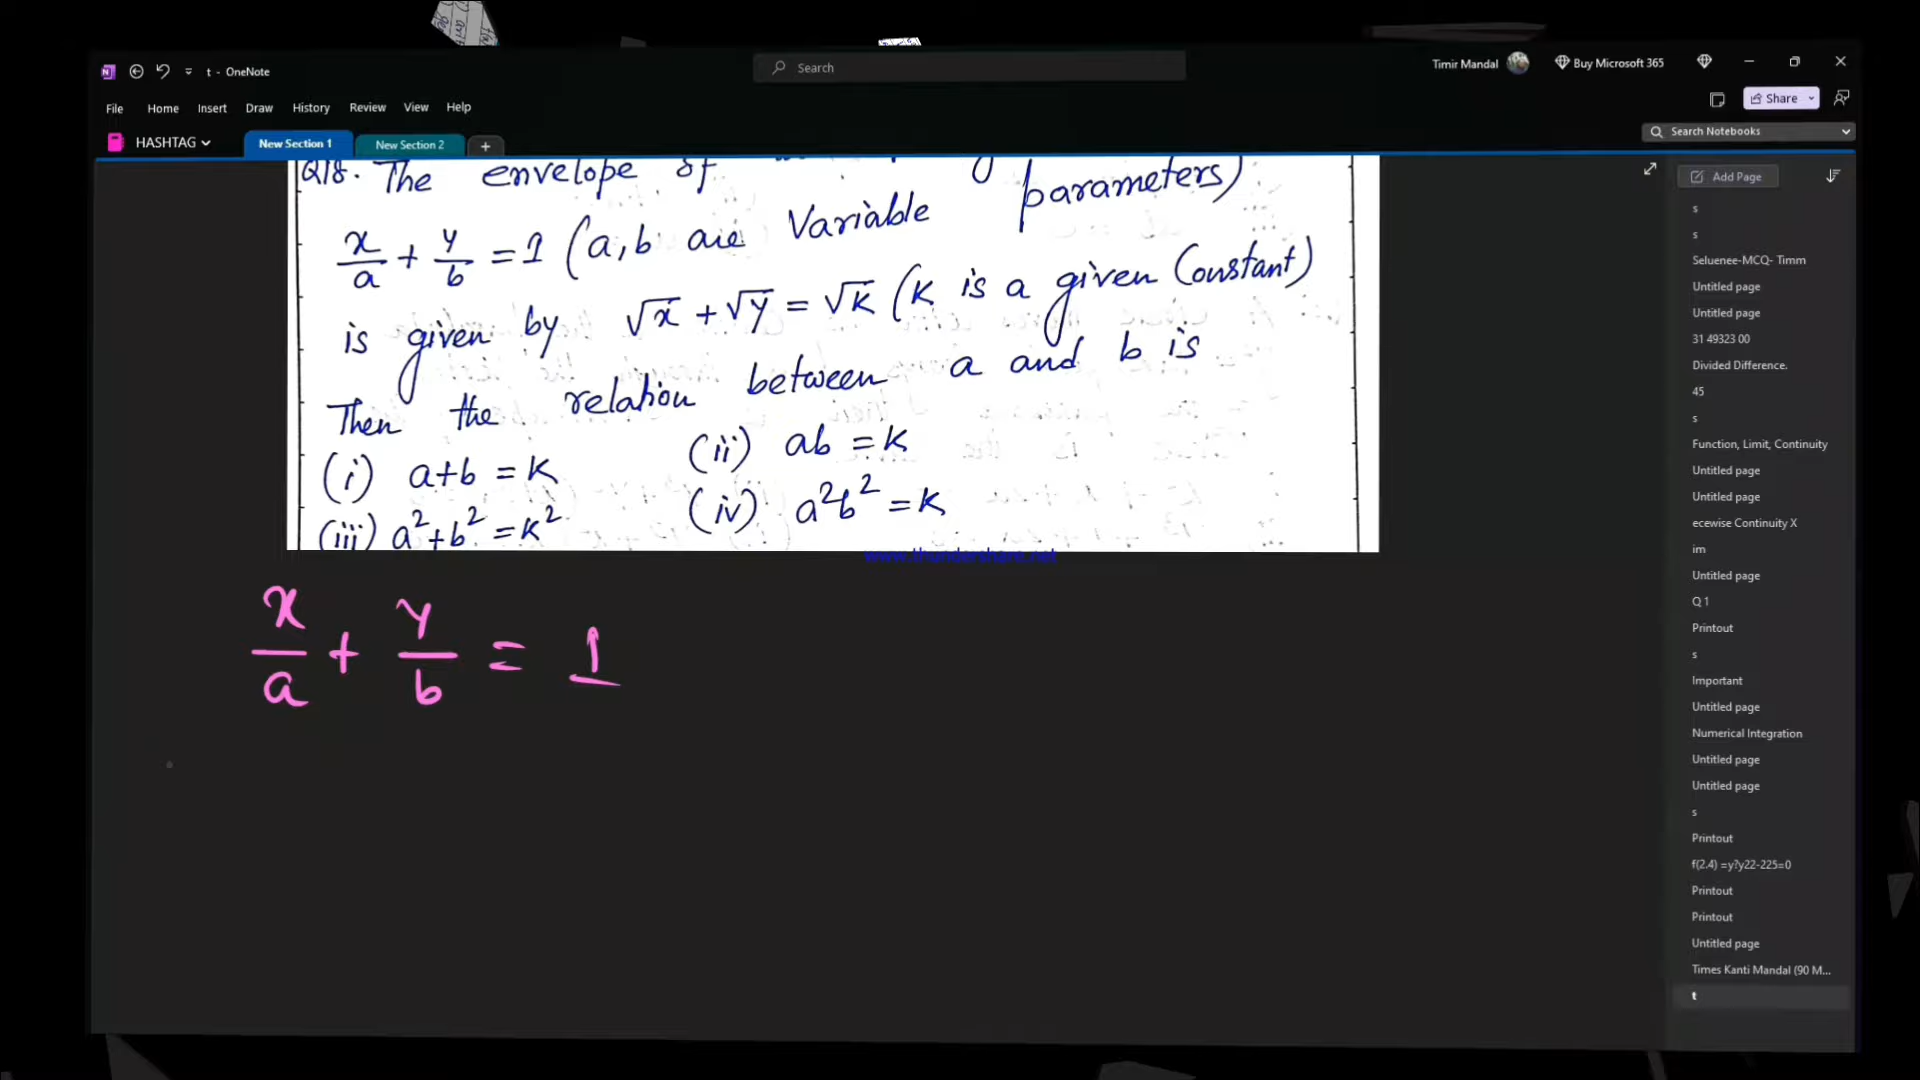 t - OneNote
Search
Timir Mandal
Buy Microsoft 365
File Home Insert Draw History Review View Help
Share
HASHTAG
New Section 1
New Section 2
+
Search Notebooks
Add Page
Q18. The envelope of
x/a + y/b = 1 (a, b are Variable parameters)
is given by √x + √y = √K (K is a given Constant)
Then the relation between a and b is
(i) a+b = K (ii) ab = K
(iii) a²+b² = K² (iv) a²b² = K
www.thundershare.net
x/a + y/b = 1
s
s
Seluenee-MCQ- Timm
Untitled page
Untitled page
31 49323 00
Divided Difference.
45
s
Function, Limit, Continuity
Untitled page
Untitled page
ecewise Continuity X
im
Untitled page
Q 1
Printout
s
Important
Untitled page
Numerical Integration
Untitled page
Untitled page
s
Printout
f(2.4) =y?y22-225=0
Printout
Printout
Untitled page
Times Kanti Mandal (90 M...
t